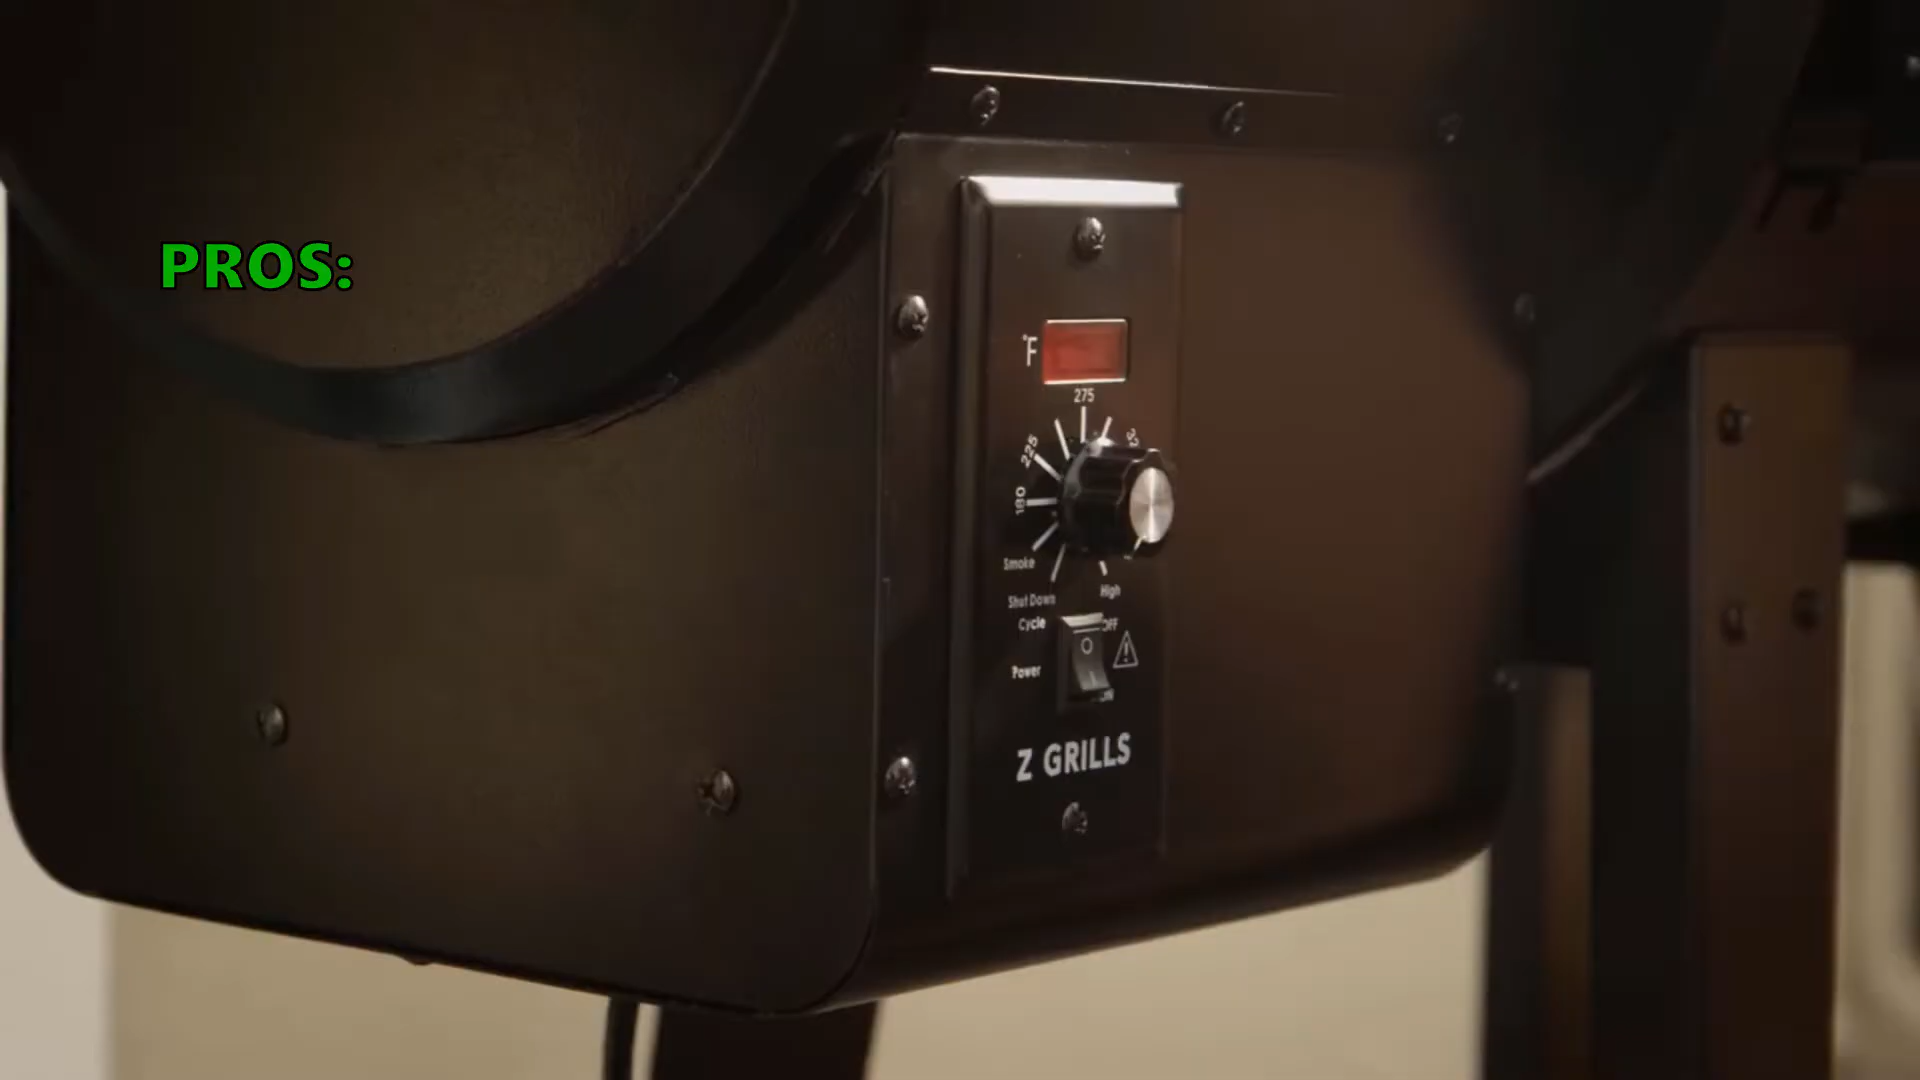 PROS:
°F
275
225
180
Smoke
High
Shut Down
Cycle
OFF
Power
Z GRILLS